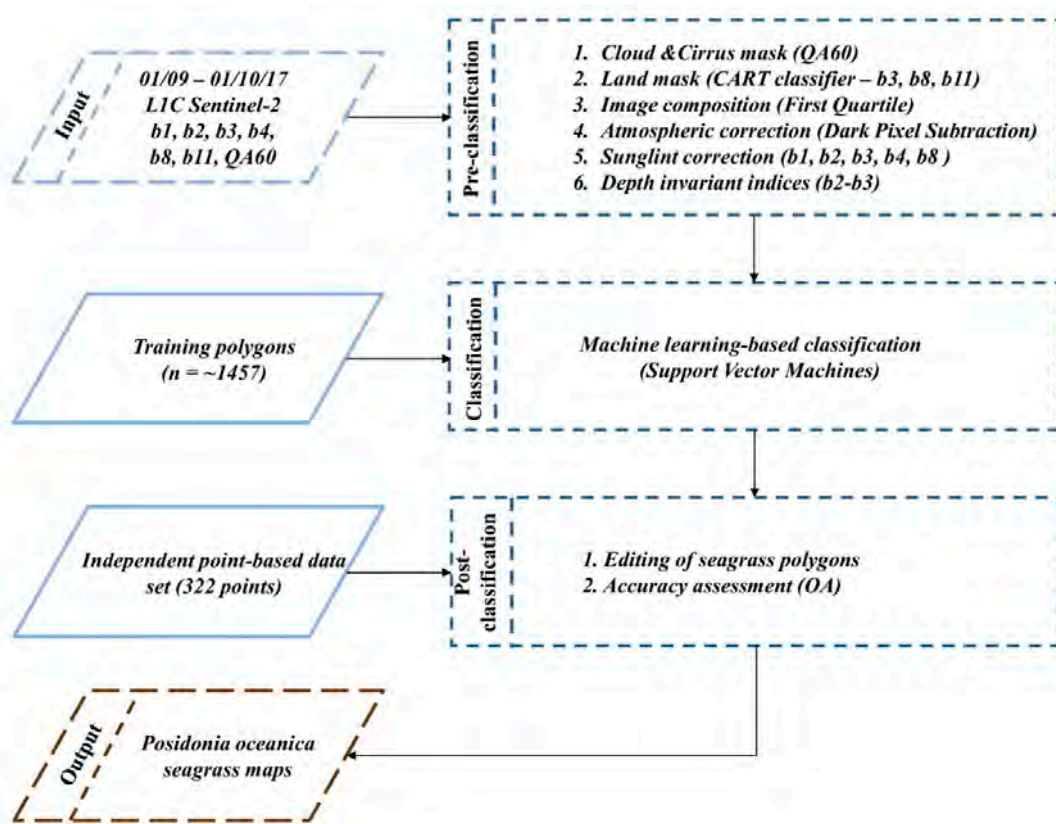 Input
01/09 – 01/10/17
L1C Sentinel-2
b1, b2, b3, b4,
b8, b11, QA60
Pre-classification
1. Cloud &Cirrus mask (QA60)
2. Land mask (CART classifier – b3, b8, b11)
3. Image composition (First Quartile)
4. Atmospheric correction (Dark Pixel Subtraction)
5. Sunglint correction (b1, b2, b3, b4, b8 )
6. Depth invariant indices (b2-b3)
Training polygons
(n = ~1457)
Classification
Machine learning-based classification
(Support Vector Machines)
Independent point-based data
set (322 points)
Post-
classification
1. Editing of seagrass polygons
2. Accuracy assessment (OA)
Output
Posidonia oceanica
seagrass maps